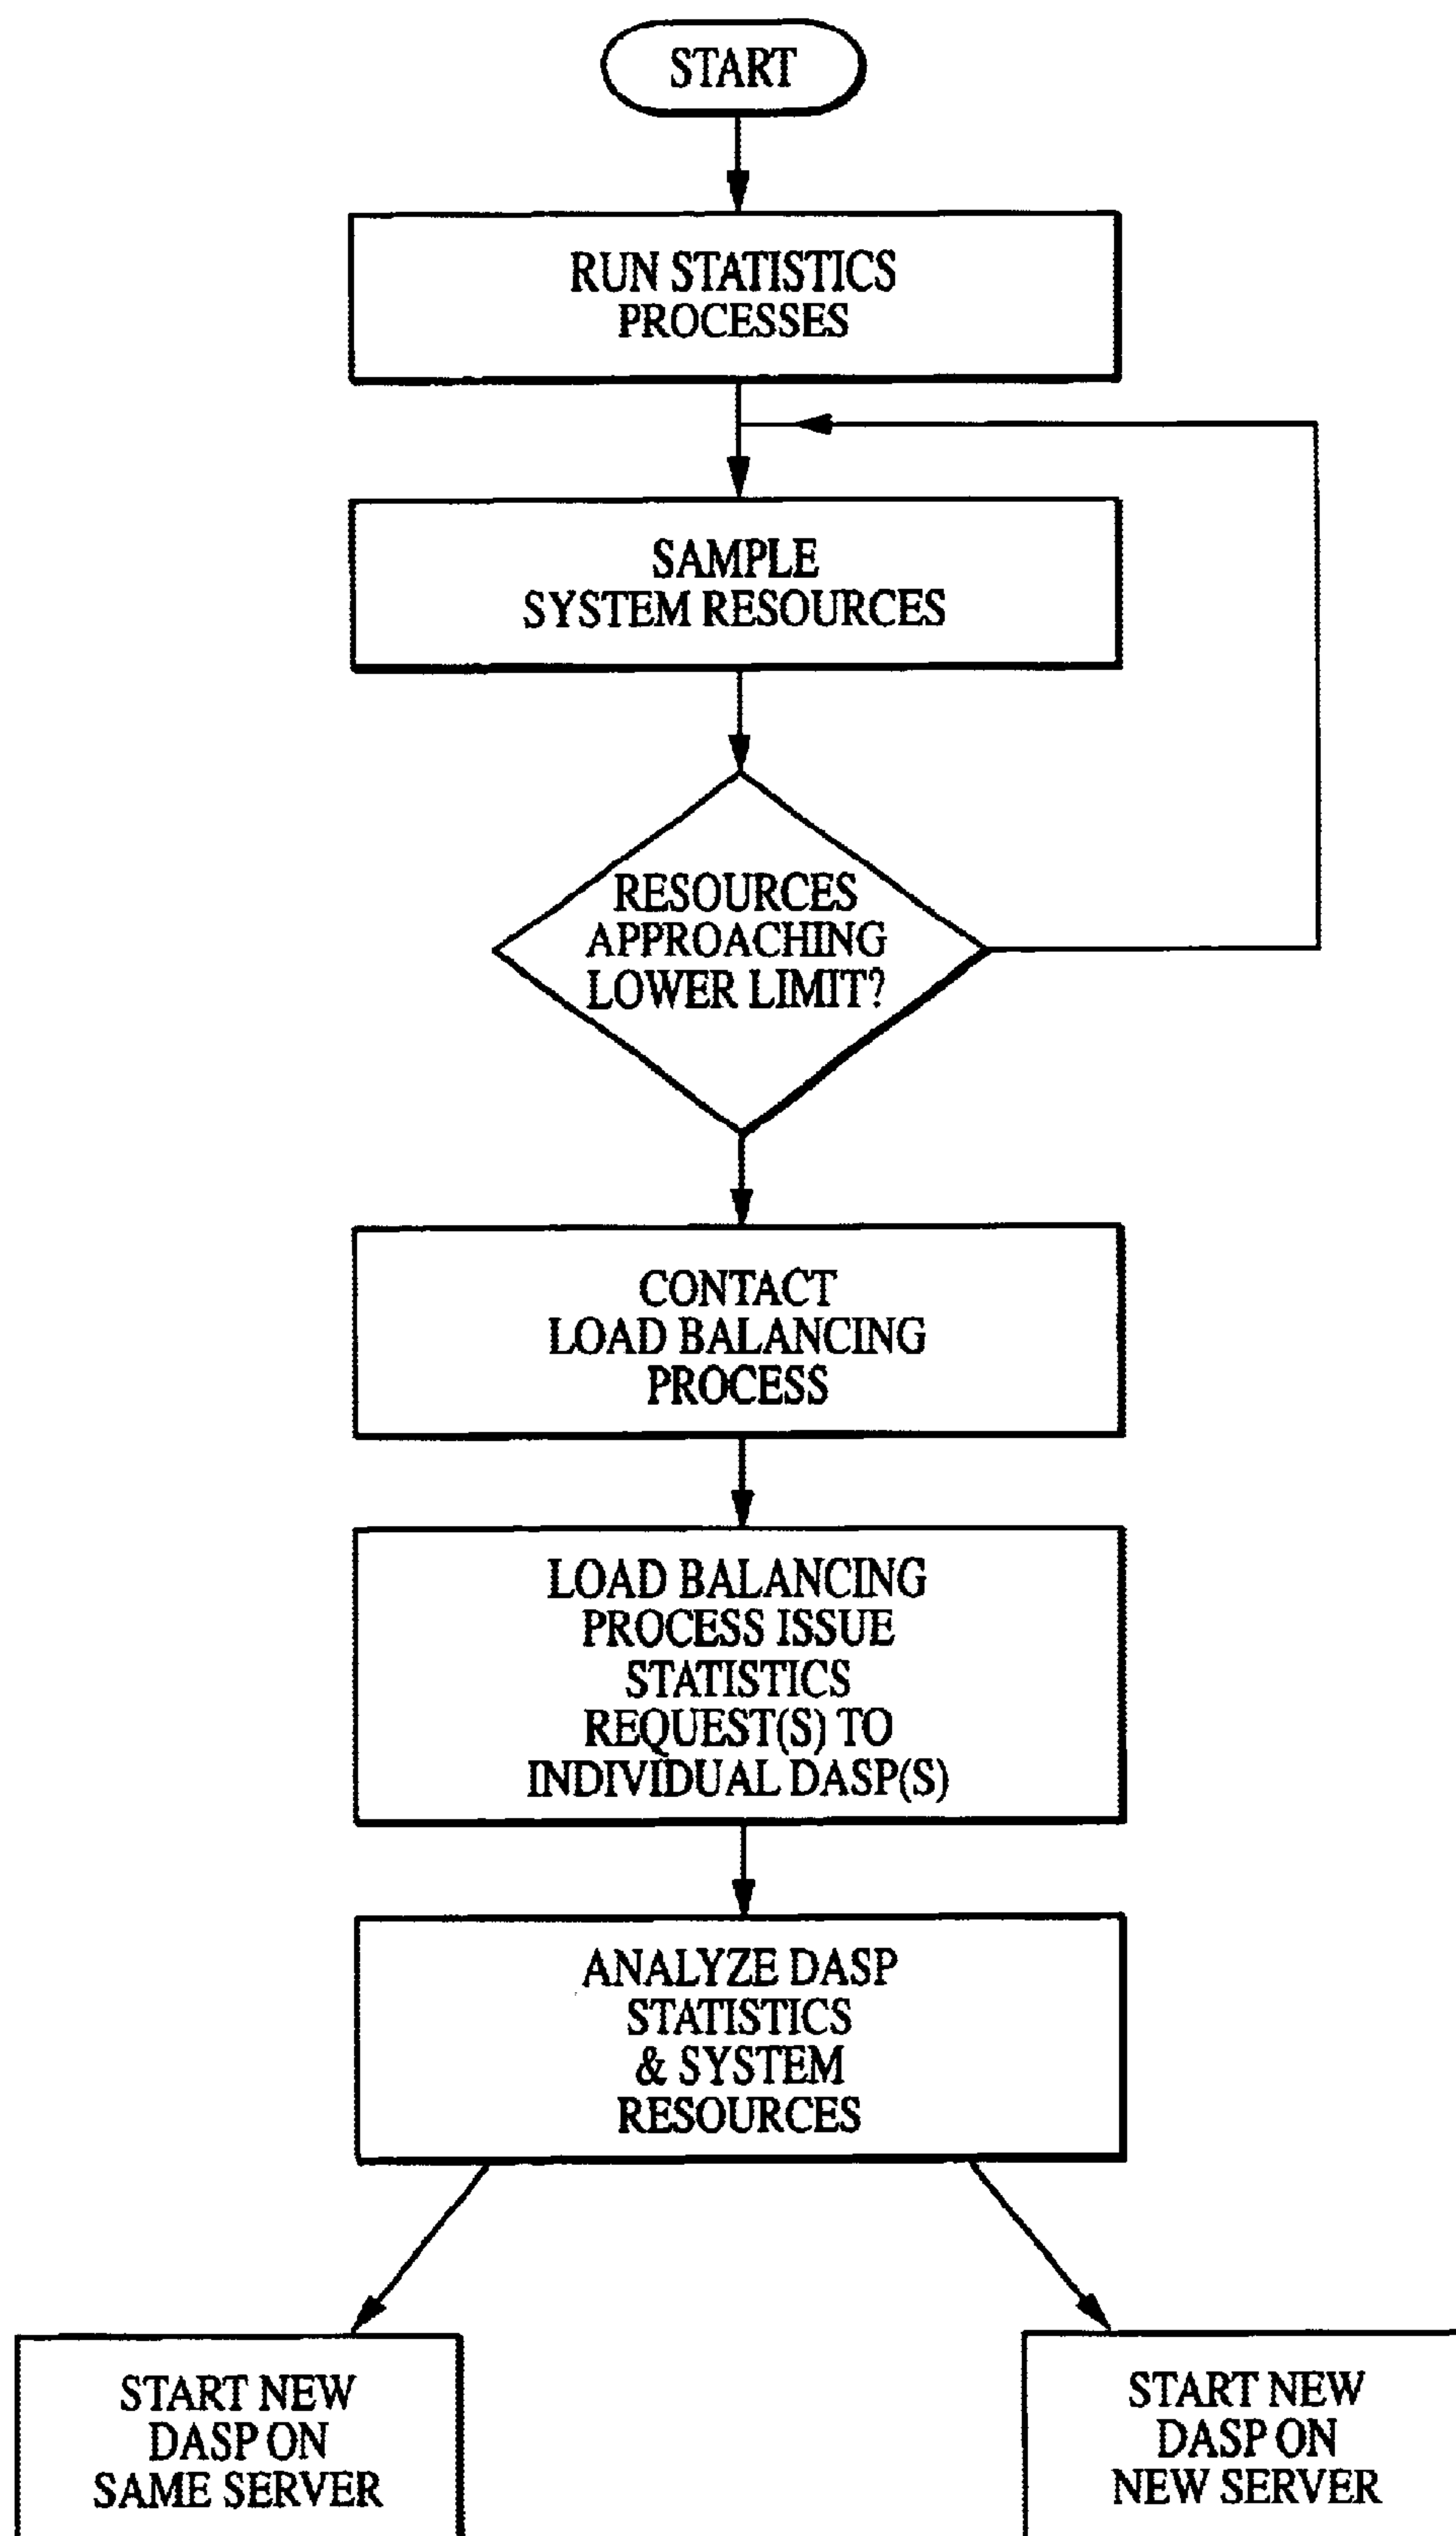 START
RUN STATISTICS
PROCESSES
SAMPLE
SYSTEM RESOURCES
RESOURCES
APPROACHING
LOWER LIMIT?
CONTACT
LOAD BALANCING
PROCESS
LOAD BALANCING
PROCESS ISSUE
STATISTICS
REQUEST(S) TO
INDIVIDUAL DASP(S)
ANALYZE DASP
STATISTICS
& SYSTEM
RESOURCES
START NEW
DASP ON
SAME SERVER
START NEW
DASP ON
NEW SERVER